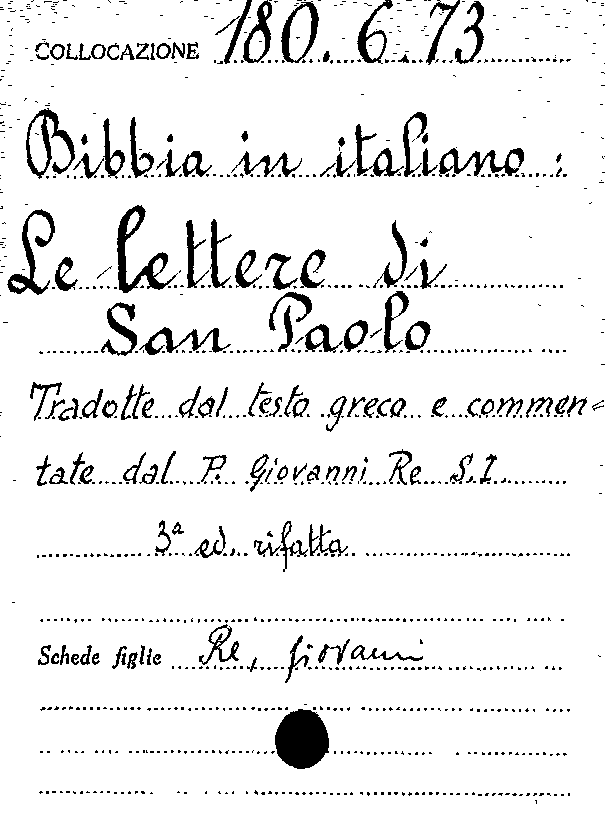 COLLOCAZIONE 180.6.73
Bibbia in italiano:
Le lettere di
San Paolo
Tradotte dal testo greco e commen-
tate dal P. Giovanni Re S.I.
3ª ed. rifatta
Schede figlie Re, Giovanni